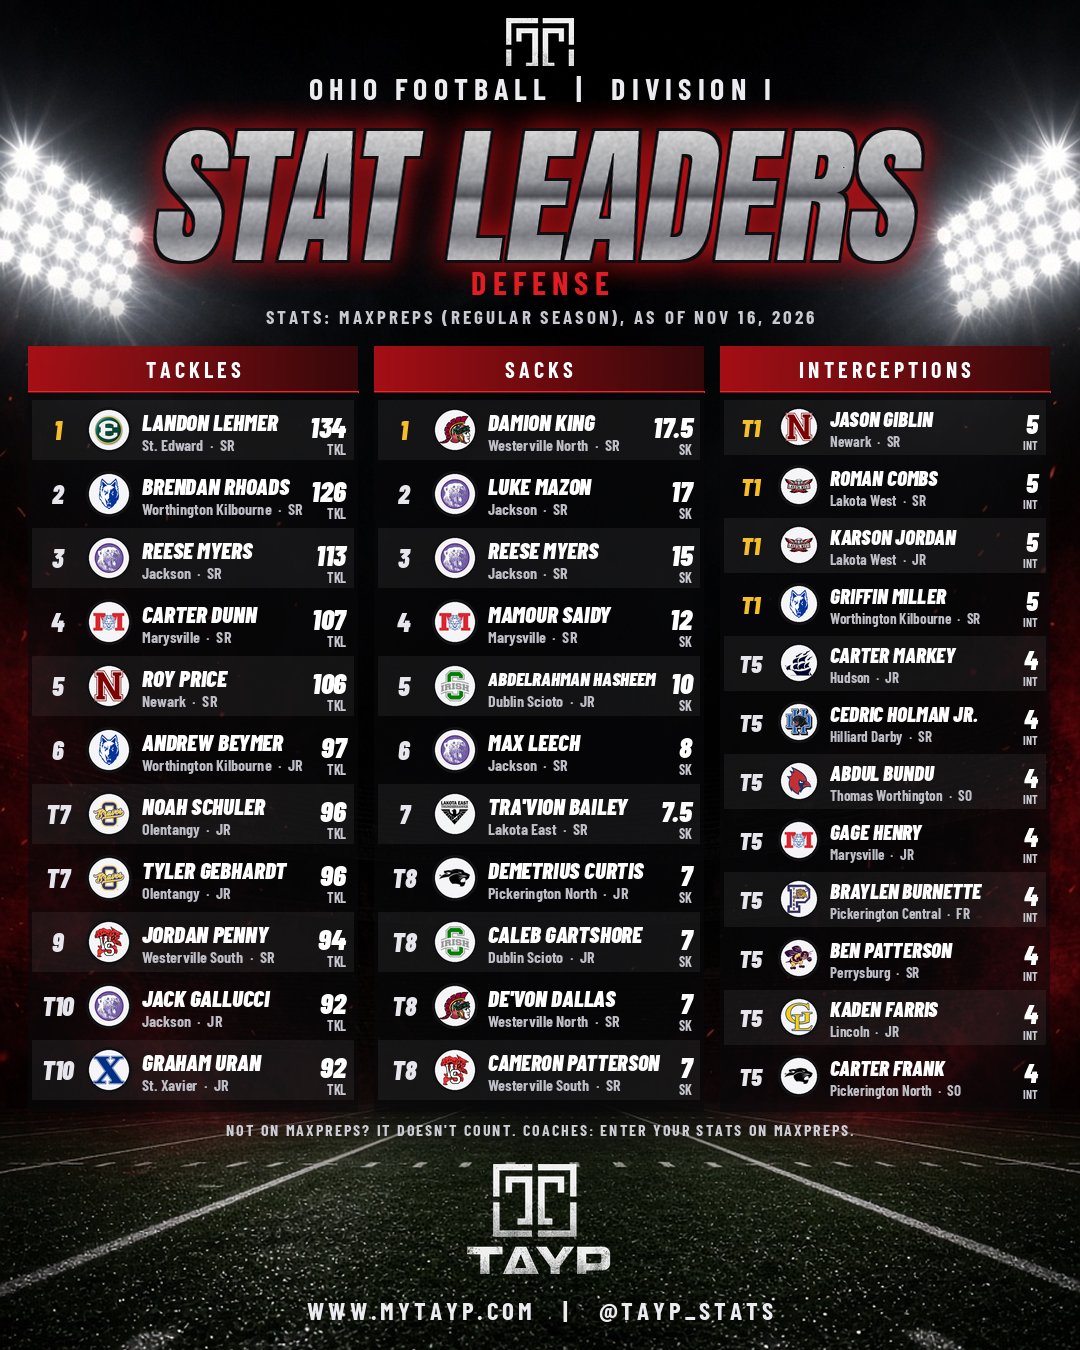 OHIO FOOTBALL | DIVISION I
STAT LEADERS
DEFENSE
STATS: MAXPREPS (REGULAR SEASON), AS OF NOV 16, 2026
TACKLES
1 LANDON LEHMER 134
St. Edward · SR TKL
2 BRENDAN RHOADS 126
Worthington Kilbourne · SR TKL
3 REESE MYERS 113
Jackson · SR TKL
4 CARTER DUNN 107
Marysville · SR TKL
5 ROY PRICE 106
Newark · SR TKL
6 ANDREW BEYMER 97
Worthington Kilbourne · JR TKL
T7 NOAH SCHULER 96
Olentangy · JR TKL
T7 TYLER GEBHARDT 96
Olentangy · JR TKL
9 JORDAN PENNY 94
Westerville South · SR TKL
T10 JACK GALLUCCI 92
Jackson · JR TKL
T10 GRAHAM URAN 92
St. Xavier · JR TKL
SACKS
1 DAMION KING 17.5
Westerville North · SR SK
2 LUKE MAZON 17
Jackson · SR SK
3 REESE MYERS 15
Jackson · SR SK
4 MAMOUR SAIDY 12
Marysville · SR SK
5 ABDELRAHMAN HASHEEM 10
Dublin Scioto · JR SK
6 MAX LEECH 8
Jackson · SR SK
7 TRA'VION BAILEY 7.5
Lakota East · SR SK
T8 DEMETRIUS CURTIS 7
Pickerington North · JR SK
T8 CALEB GARTSHORE 7
Dublin Scioto · JR SK
T8 DE'VON DALLAS 7
Westerville North · SR SK
T8 CAMERON PATTERSON 7
Westerville South · SR SK
INTERCEPTIONS
T1 JASON GIBLIN 5
Newark · SR INT
T1 ROMAN COMBS 5
Lakota West · SR INT
T1 KARSON JORDAN 5
Lakota West · JR INT
T1 GRIFFIN MILLER 5
Worthington Kilbourne · SR INT
T5 CARTER MARKEY 4
Hudson · JR INT
T5 CEDRIC HOLMAN JR. 4
Hilliard Darby · SR INT
T5 ABDUL BUNDU 4
Thomas Worthington · SO INT
T5 GAGE HENRY 4
Marysville · JR INT
T5 BRAYLEN BURNETTE 4
Pickerington Central · FR INT
T5 BEN PATTERSON 4
Perrysburg · SR INT
T5 KADEN FARRIS 4
Lincoln · JR INT
T5 CARTER FRANK 4
Pickerington North · SO INT
NOT ON MAXPREPS? IT DOESN'T COUNT. COACHES: ENTER YOUR STATS ON MAXPREPS.
TAYP
WWW.MYTAYP.COM | @TAYP_STATS